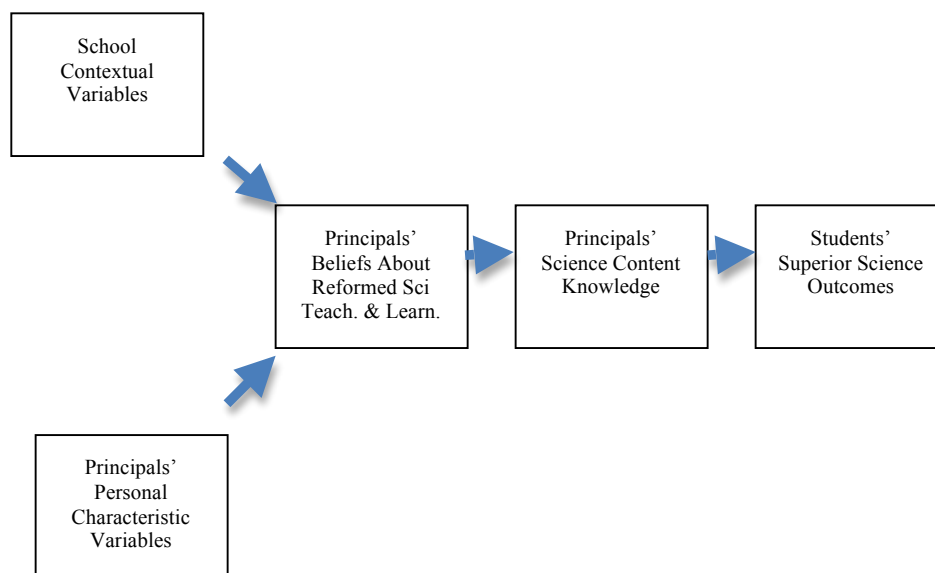 School
Contextual
Variables
Principals’
Beliefs About
Reformed Sci
Teach. & Learn.
Principals’
Science Content
Knowledge
Students’
Superior Science
Outcomes
Principals’
Personal
Characteristic
Variables